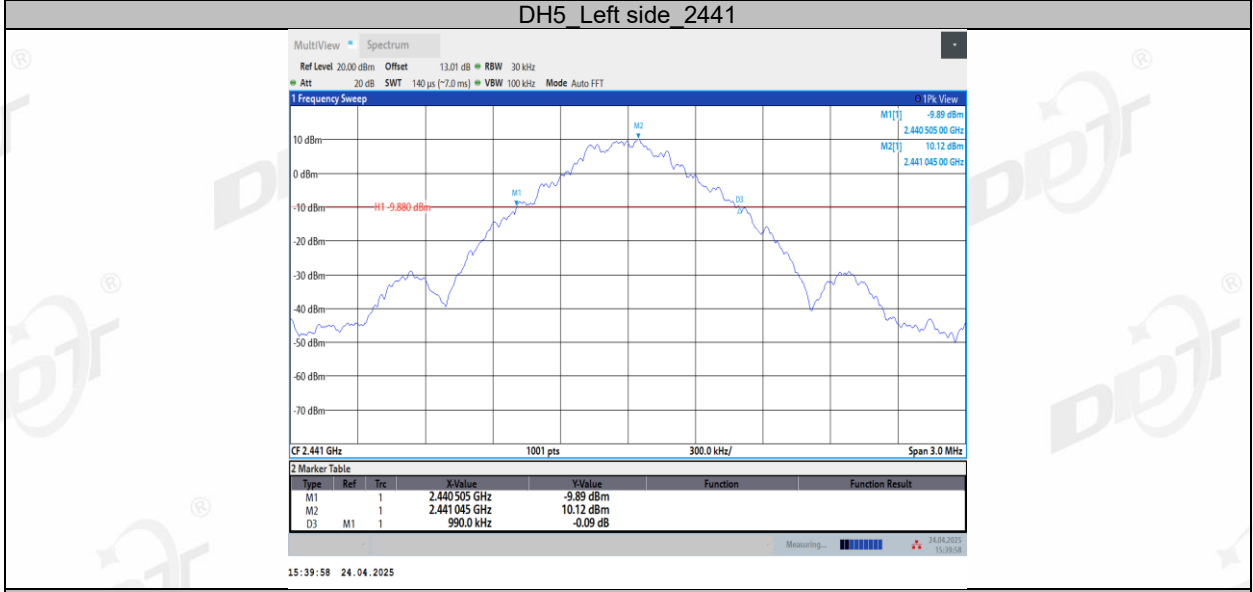 DH5_Left side_2441
MultiView Spectrum
Ref Level 20.00 dBm Offset 13.01 dB RBW 30 kHz
Att 20 dB SWT 140 µs (~7.0 ms) VBW 100 kHz Mode Auto FFT
1 Frequency Sweep 1Pk View
M1[1] -9.89 dBm
2.440 505 00 GHz
M2[1] 10.12 dBm
2.441 045 00 GHz
M2
10 dBm
0 dBm
M1
D3
-10 dBm H1 -9.880 dBm
-20 dBm
-30 dBm
-40 dBm
-50 dBm
-60 dBm
-70 dBm
CF 2.441 GHz 1001 pts 300.0 kHz/ Span 3.0 MHz
2 Marker Table
Type Ref Trc X-Value Y-Value Function Function Result
M1 1 2.440 505 GHz -9.89 dBm
M2 1 2.441 045 GHz 10.12 dBm
D3 M1 1 990.0 kHz -0.09 dB
Measuring... 24.04.2025
15:39:58
15:39:58 24.04.2025
DDT ®
DDT ®
DDT ®
DDT ®
®